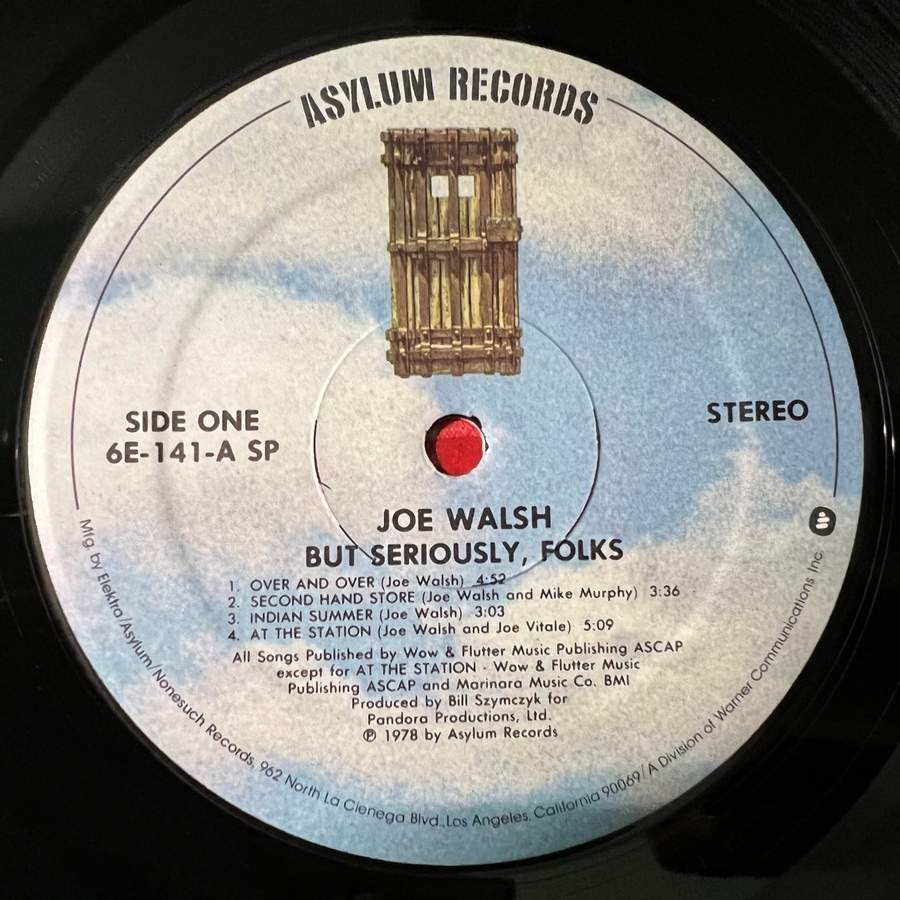 ASYLUM RECORDS
SIDE ONE
6E-141-A SP
STEREO
JOE WALSH
BUT SERIOUSLY, FOLKS
1. OVER AND OVER (Joe Walsh) 4:52
2. SECOND HAND STORE (Joe Walsh and Mike Murphy) 3:36
3. INDIAN SUMMER (Joe Walsh) 3:03
4. AT THE STATION (Joe Walsh and Joe Vitale) 5:09
All Songs Published by Wow & Flutter Music Publishing ASCAP
except for AT THE STATION - Wow & Flutter Music
Publishing ASCAP and Marinara Music Co. BMI
Produced by Bill Szymczyk for
Pandora Productions, Ltd.
℗ 1978 by Asylum Records
Mfg. by Elektra/Asylum/Nonesuch Records, 962 North La Cienega Blvd., Los Angeles, California 90069/A Division of Warner Communications Inc.